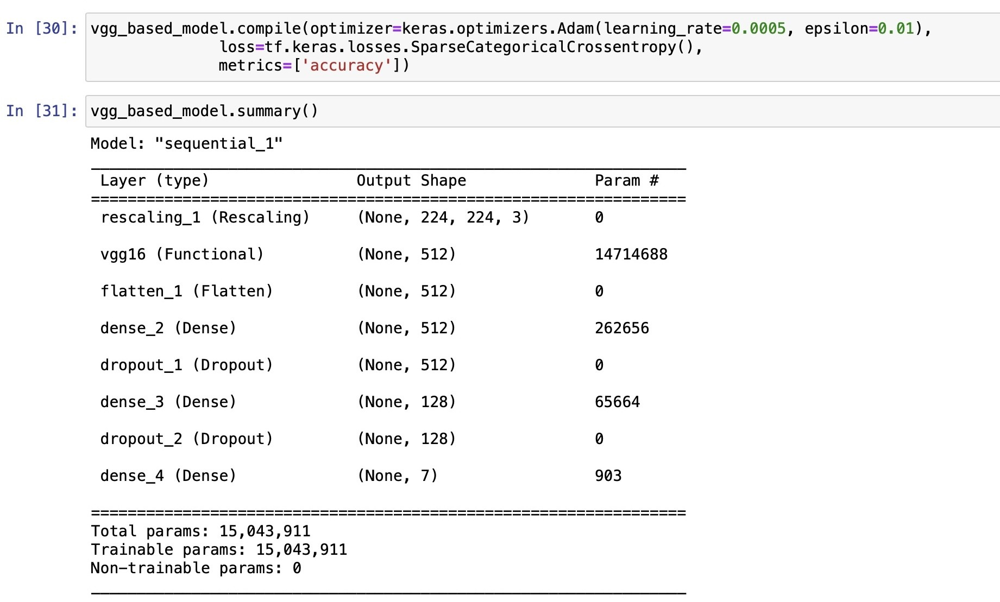 In [30]: vgg_based_model.compile(optimizer=keras.optimizers.Adam(learning_rate=0.0005, epsilon=0.01),
loss=tf.keras.losses.SparseCategoricalCrossentropy(),
metrics=['accuracy'])
In [31]: vgg_based_model.summary()
Model: "sequential_1"
Layer (type) Output Shape Param #
=================================================================
rescaling_1 (Rescaling) (None, 224, 224, 3) 0
vgg16 (Functional) (None, 512) 14714688
flatten_1 (Flatten) (None, 512) 0
dense_2 (Dense) (None, 512) 262656
dropout_1 (Dropout) (None, 512) 0
dense_3 (Dense) (None, 128) 65664
dropout_2 (Dropout) (None, 128) 0
dense_4 (Dense) (None, 7) 903
=================================================================
Total params: 15,043,911
Trainable params: 15,043,911
Non-trainable params: 0